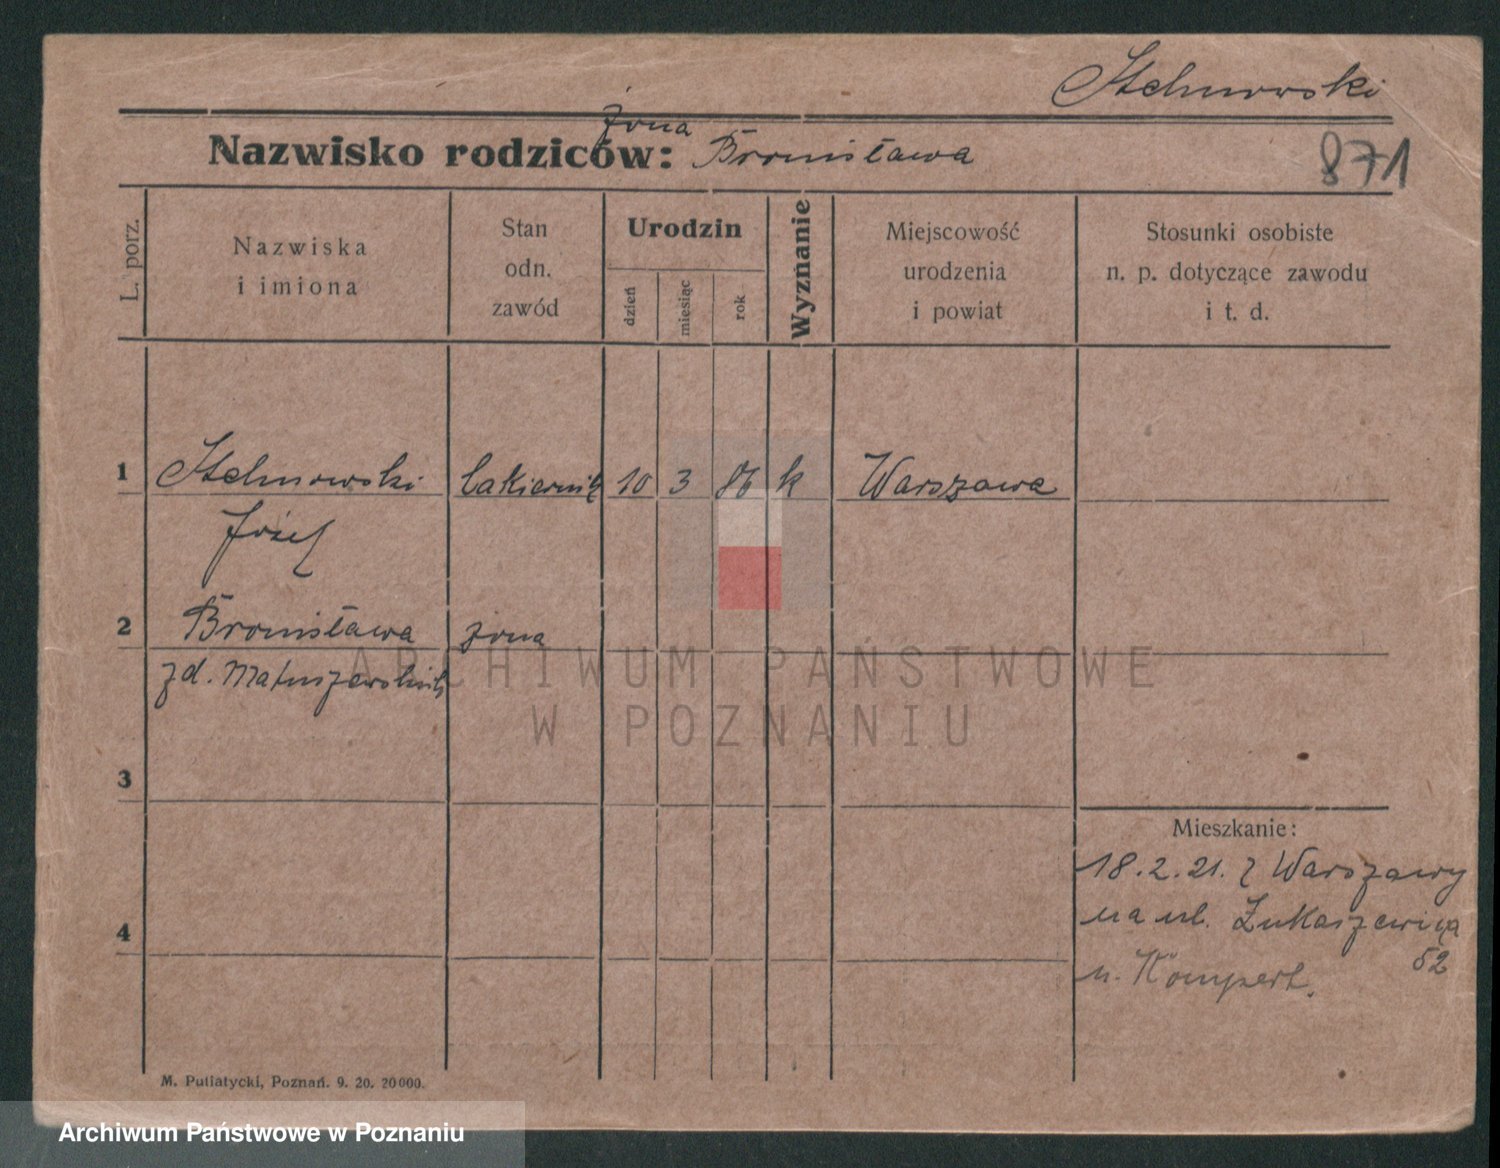 Stelmowski
żona
Nazwisko rodziców: Bronisława
871
L. porz.
Nazwiska
i imiona
Stan
odn.
zawód
Urodzin
dzień
miesiąc
rok
Wyznanie
Miejscowość
urodzenia
i powiat
Stosunki osobiste
n. p. dotyczące zawodu
i t. d.
1 Stelmowski lakiernik 10 3 86 k Warszawa
Józef
2 Bronisława żona
zd.
3
4
Mieszkanie:
18.2.21. z Warszawy
na ul. Łukaszewicza
52
u. Kompert.
M. Putiatycki, Poznań. 9. 20. 20000.
ARCHIWUM PAŃSTWOWE
W POZNANIU
Archiwum Państwowe w Poznaniu